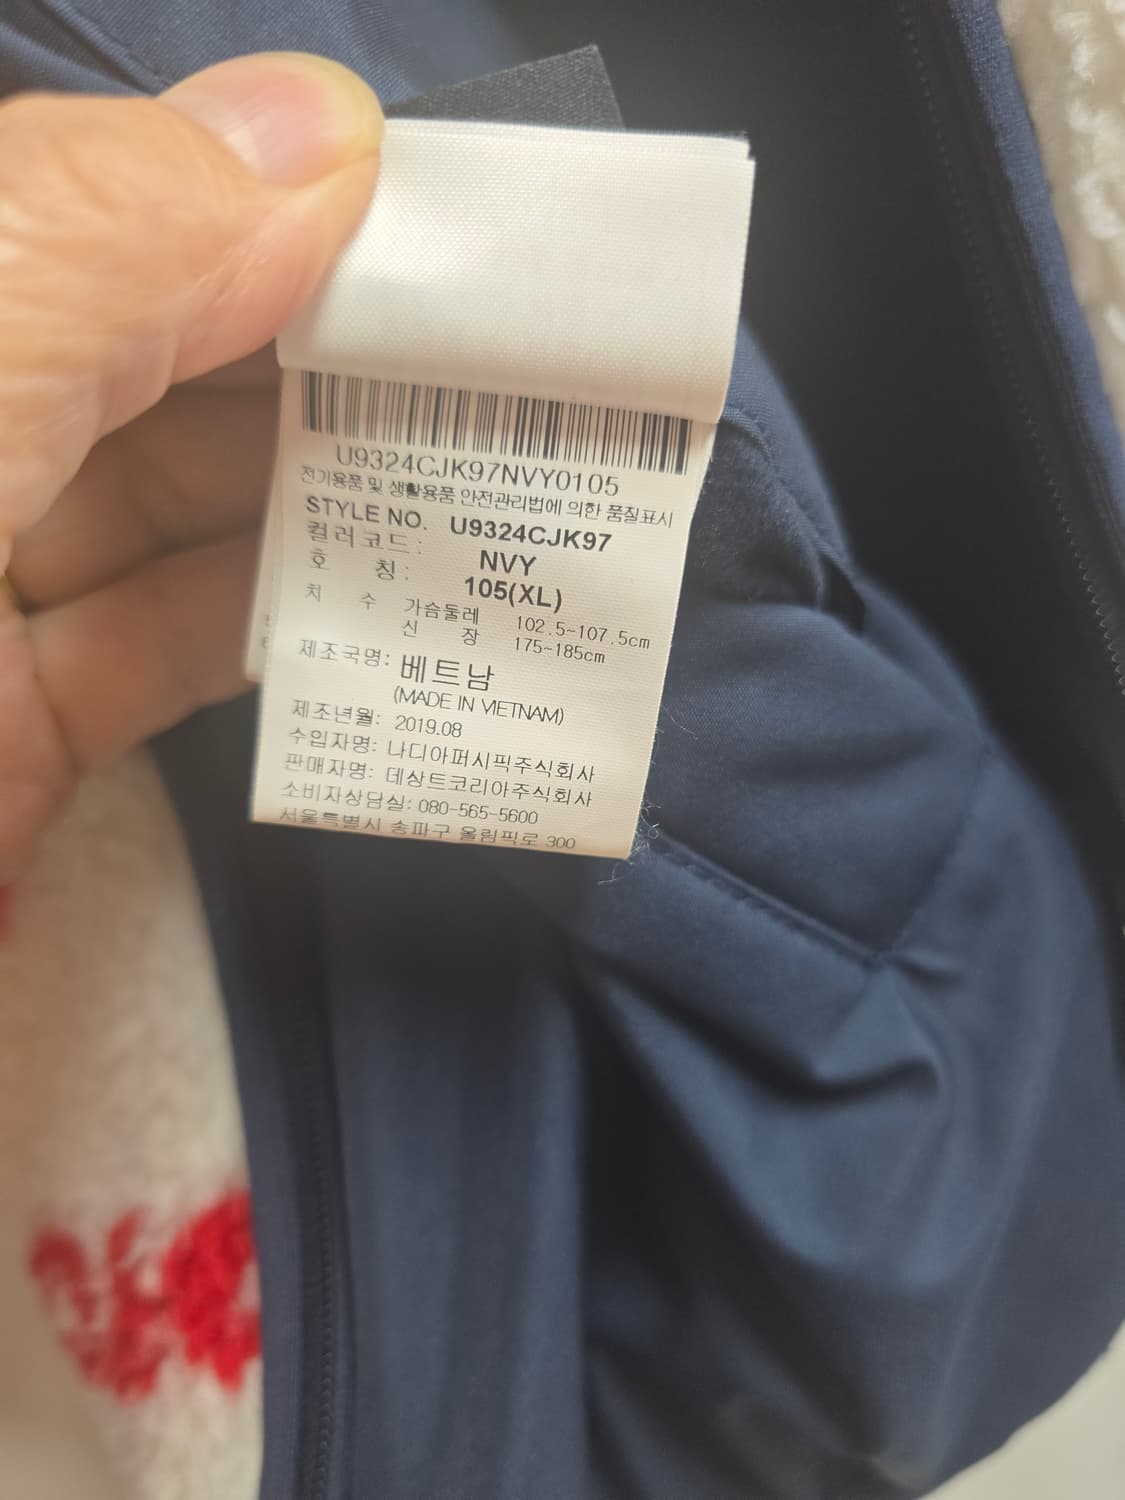 U9324CJK97NVY0105
전기용품 및 생활용품 안전관리법에 의한 품질표시
STYLE NO. U9324CJK97
컬러코드: NVY
호 칭: 105(XL)
치 수 가슴둘레 102.5~107.5cm
신 장 175~185cm
제조국명: 베트남
(MADE IN VIETNAM)
제조년월: 2019.08
수입자명: 나디아퍼시픽주식회사
판매자명: 데상트코리아주식회사
소비자상담실: 080-565-5600
서울특별시 송파구 올림픽로 300